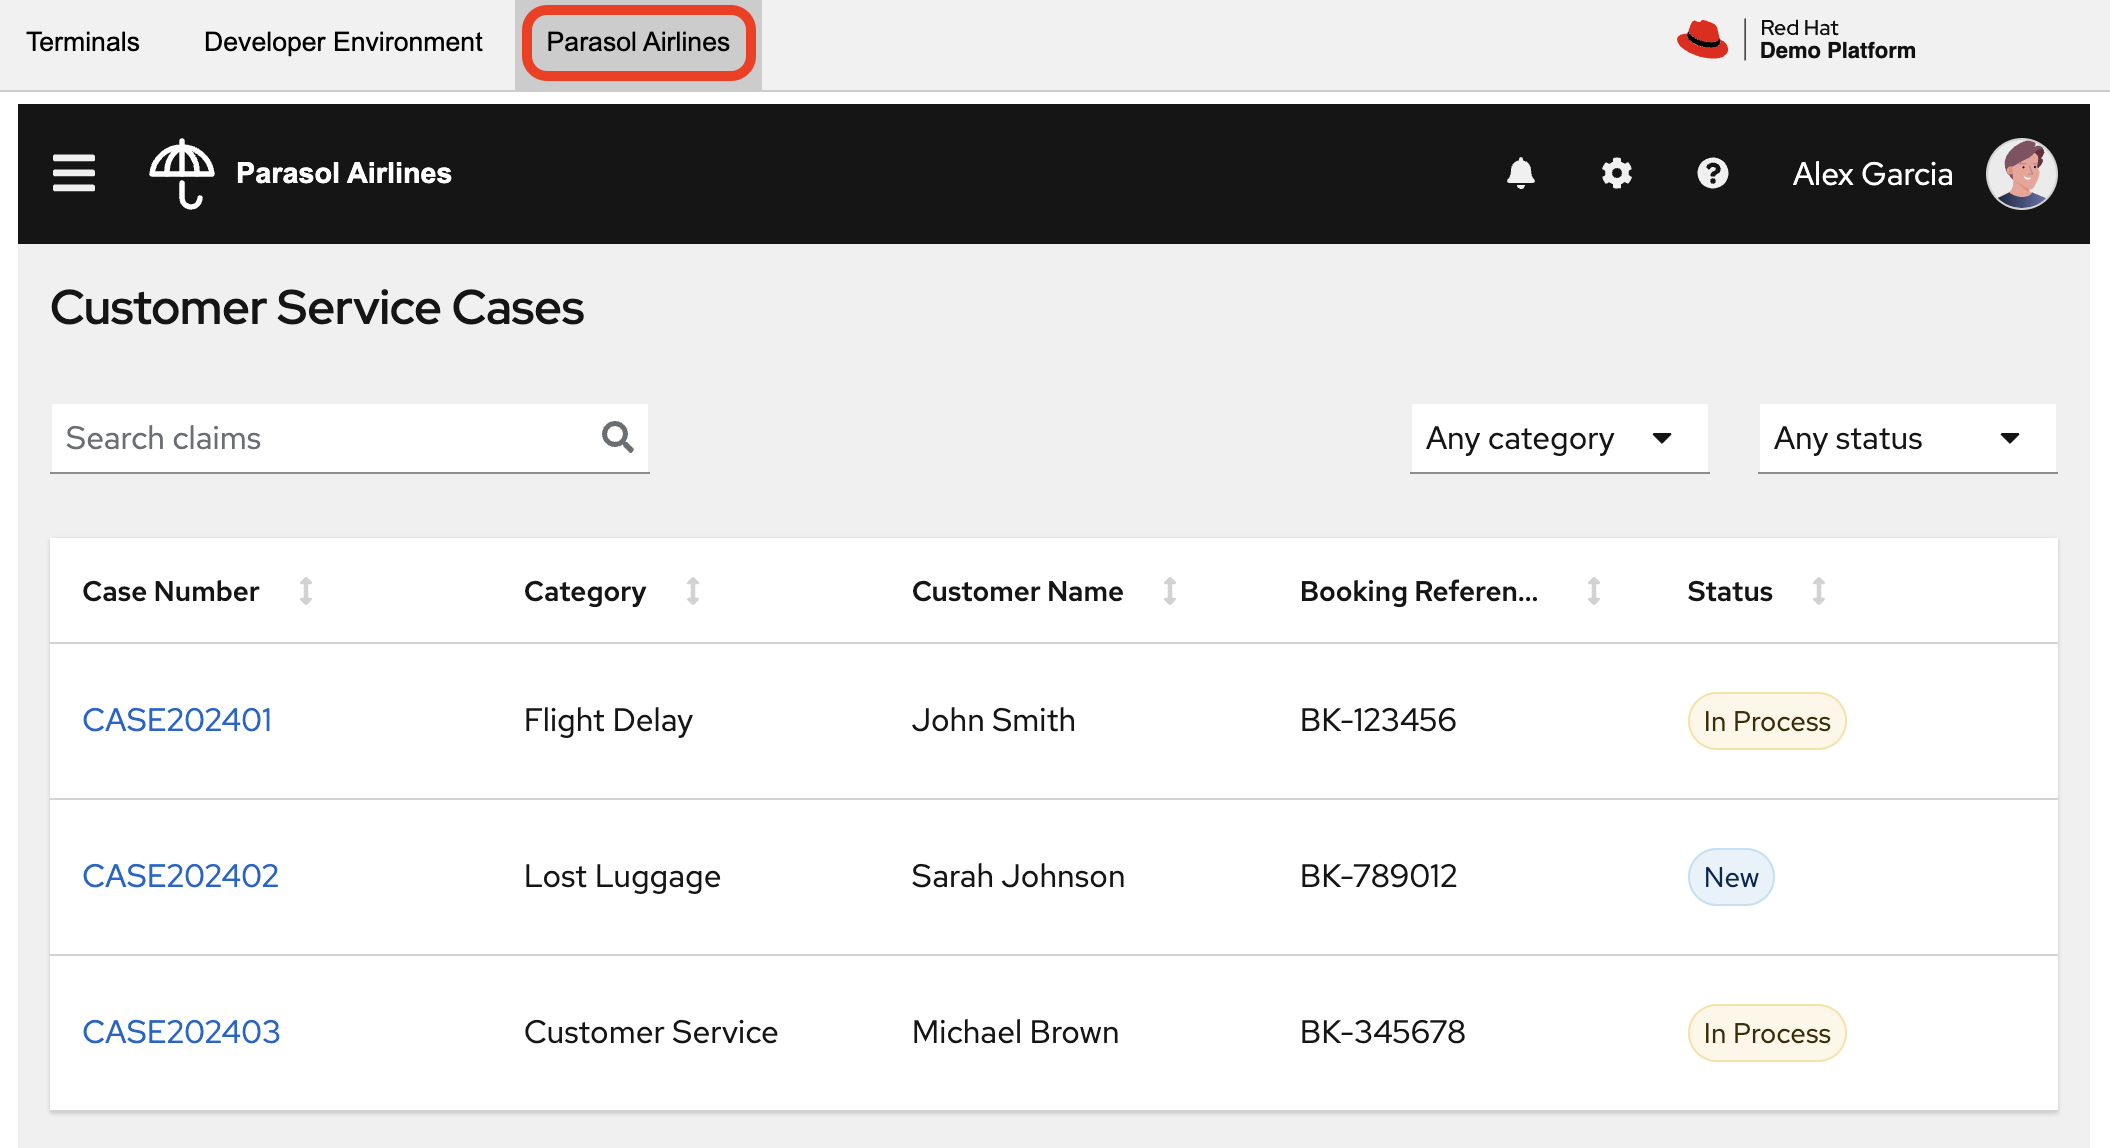 Terminals Developer Environment Parasol Airlines
Red Hat
Demo Platform
Parasol Airlines Alex Garcia
Customer Service Cases
Search claims Any category Any status
Case Number Category Customer Name Booking Referen... Status
CASE202401 Flight Delay John Smith BK-123456 In Process
CASE202402 Lost Luggage Sarah Johnson BK-789012 New
CASE202403 Customer Service Michael Brown BK-345678 In Process